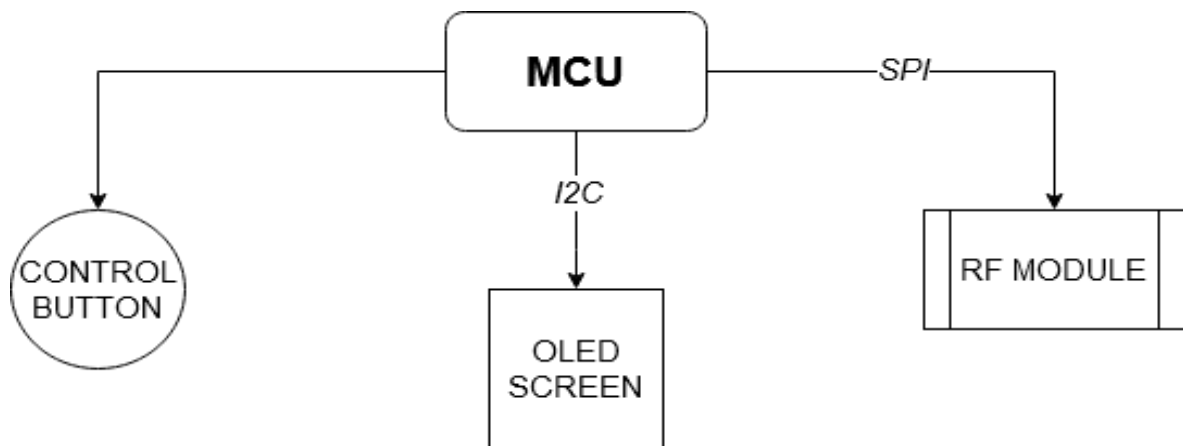 MCU
SPI
I2C
CONTROL
BUTTON
OLED
SCREEN
RF MODULE